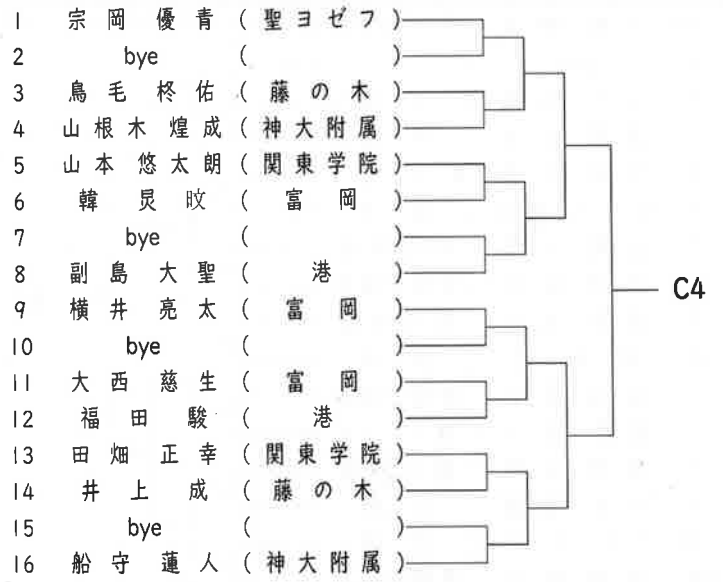 1 宗岡 優青 (聖ヨゼフ)
2 bye ( )
3 鳥毛 柊佑 (藤の木)
4 山根木 煌成 (神大附属)
5 山本 悠太朗 (関東学院)
6 韓 炅旼 (富岡)
7 bye ( )
8 副島 大聖 (港)
9 横井 亮太 (富岡)
10 bye ( )
11 大西 慈生 (富岡)
12 福田 駿 (港)
13 田畑 正幸 (関東学院)
14 井上 成 (藤の木)
15 bye ( )
16 船守 蓮人 (神大附属)
C4